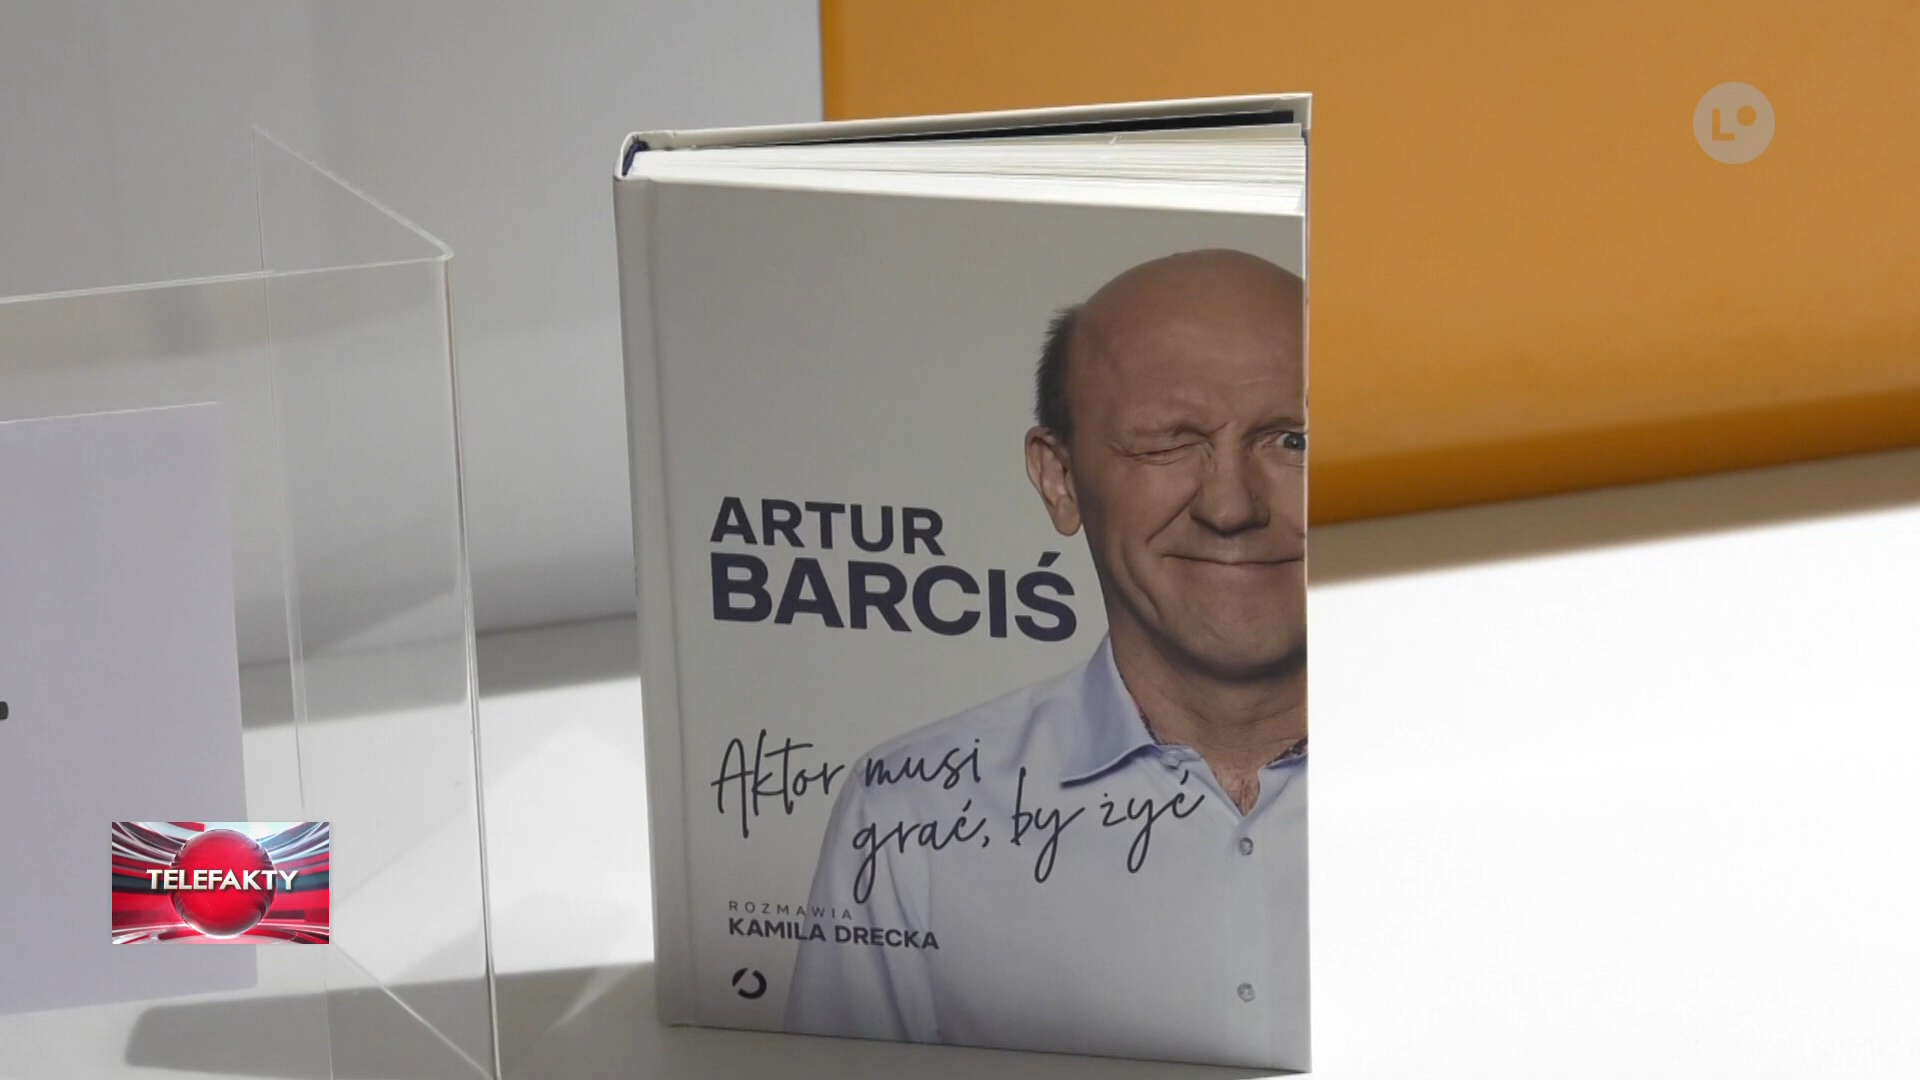 L
ARTUR
BARCIŚ
Aktor musi
grać, by żyć
ROZMAWIA
KAMILA DRECKA
TELEFAKTY